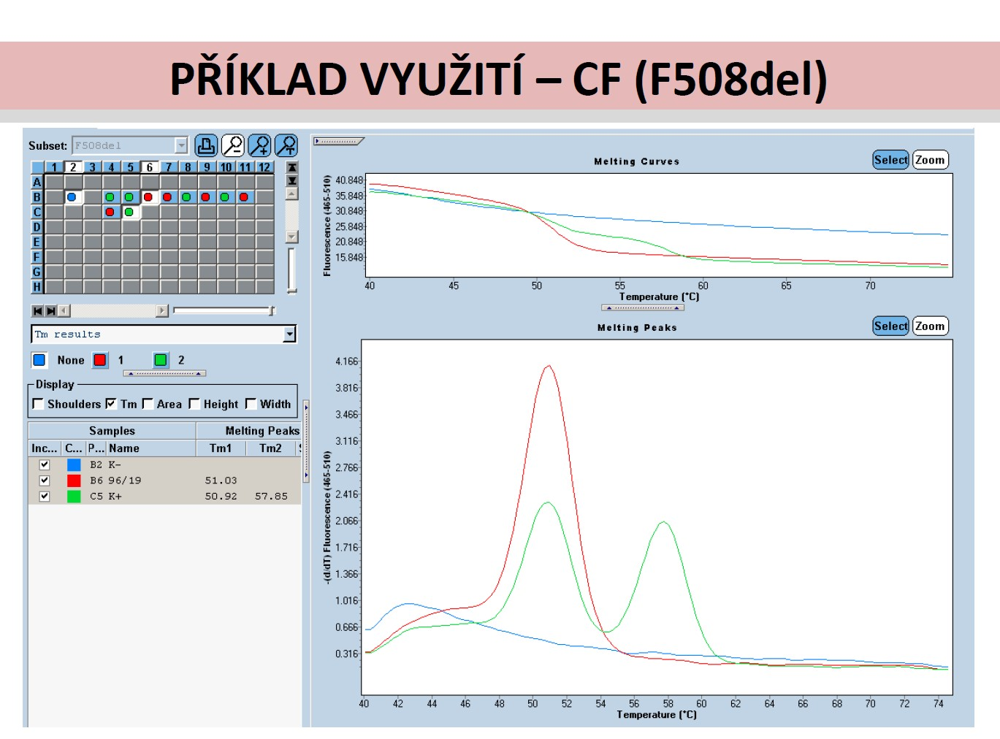 PŘÍKLAD VYUŽITÍ – CF (F508del)
Subset: F508del
1 2 3 4 5 6 7 8 9 10 11 12
A
B
C
D
E
F
G
H
Tm results
None 1 2
Display
Shoulders Tm Area Height Width
Samples Melting Peaks
Inc... C... P... Name Tm1 Tm2
B2 K-
B6 96/19 51.03
C5 K+ 50.92 57.85
Melting Curves
Select Zoom
Fluorescence (465-510)
40.848
35.848
30.848
25.848
20.848
15.848
40 45 50 55 60 65 70
Temperature (°C)
Melting Peaks
Select Zoom
-(d/dT) Fluorescence (465-510)
4.166
3.816
3.466
3.116
2.766
2.416
2.066
1.716
1.366
1.016
0.666
0.316
40 42 44 46 48 50 52 54 56 58 60 62 64 66 68 70 72 74
Temperature (°C)